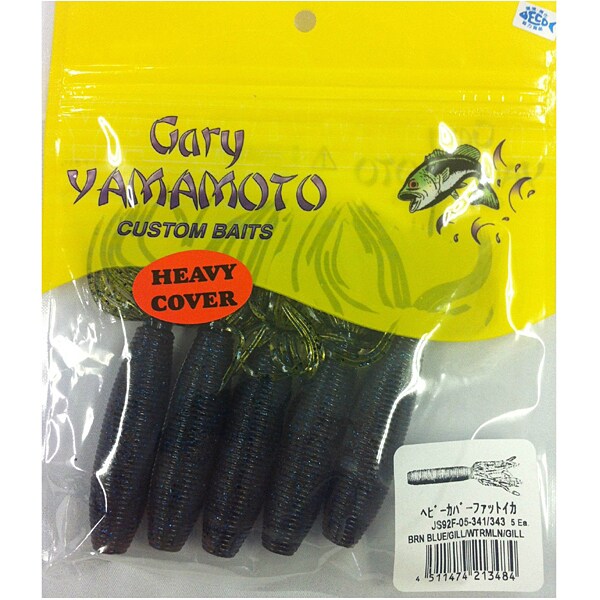 DECO
Gary
YAMAMOTO
CUSTOM BAITS
HEAVY
COVER
ヘビーカバーファットイカ
JS92F-05-341/343 5 Ea.
BRN BLUE/GILL/WTRMLN/GILL
4 511474 213484